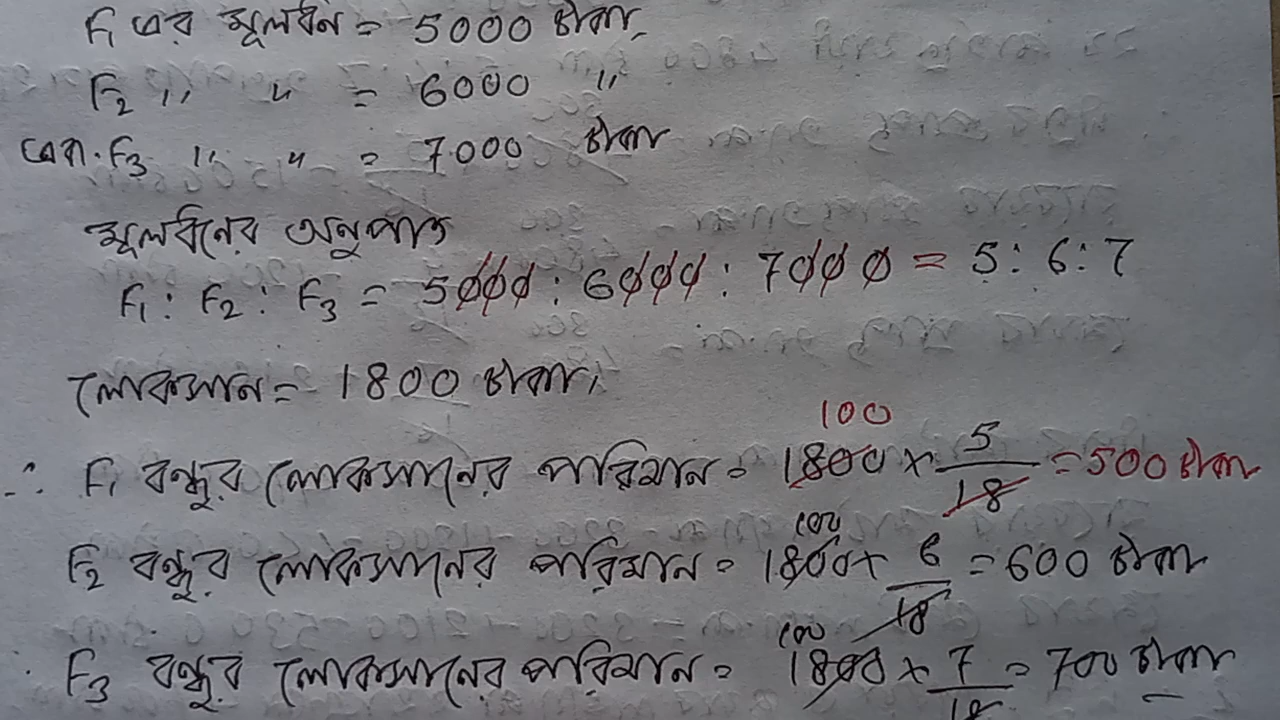 F₁ এর মূলধন = 5000 টাকা,
F₂ ,, ,, = 6000 ,,
F₃ ,, ,, = 7000 টাকা
মূলধনের অনুপাত
F₁ : F₂ : F₃ = 5000 : 6000 : 7000 = 5 : 6 : 7
লোকসান = 1800 টাকা,
100
∴ F₁ বন্ধুর লোকসানের পরিমান = 1800 × 5/18 = 500 টাকা
100
F₂ বন্ধুর লোকসানের পরিমান = 1800 × 6/18 = 600 টাকা
100
F₃ বন্ধুর লোকসানের পরিমান = 1800 × 7/18 = 700 টাকা